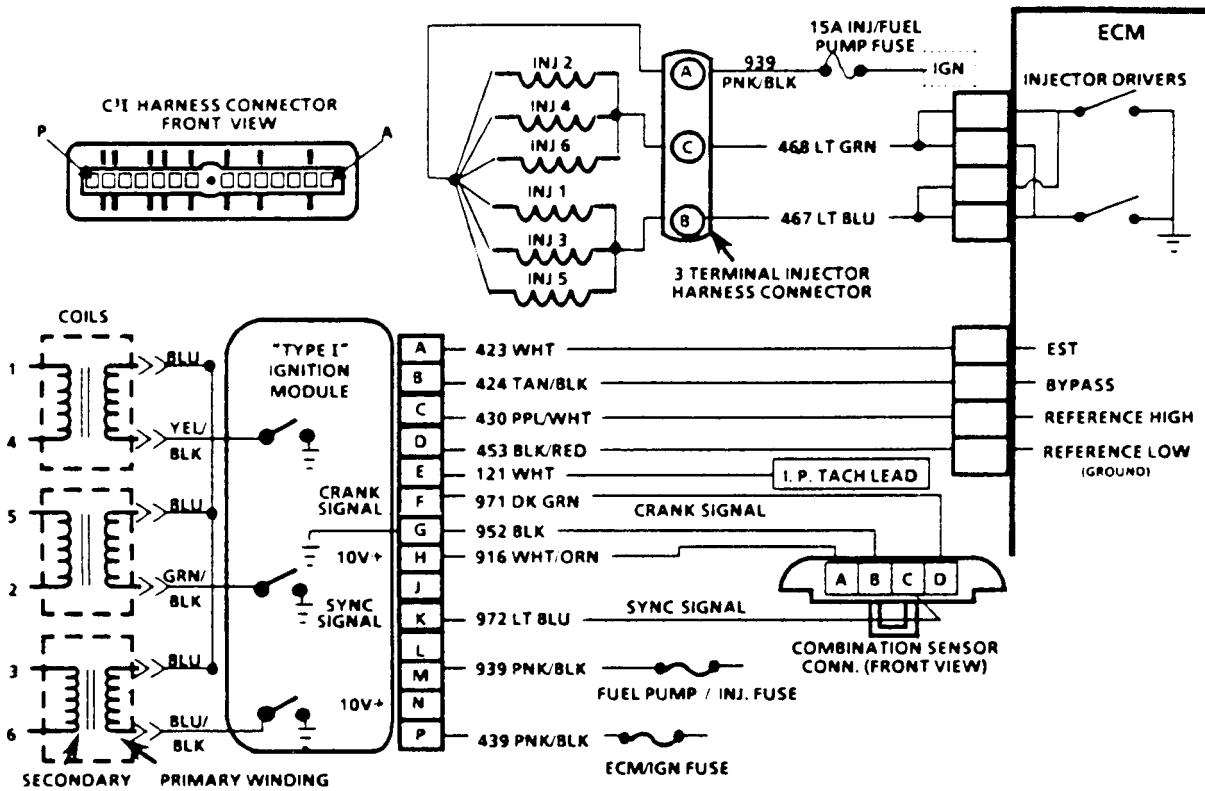 C³I HARNESS CONNECTOR
FRONT VIEW
P
A
INJ 2
INJ 4
INJ 6
INJ 1
INJ 3
INJ 5
A
C
B
939
PNK/BLK
15A INJ/FUEL
PUMP FUSE
IGN
468 LT GRN
467 LT BLU
3 TERMINAL INJECTOR
HARNESS CONNECTOR
ECM
INJECTOR DRIVERS
COILS
1
4
5
2
3
6
BLU
YEL/
BLK
BLU
GRN/
BLK
BLU
BLU/
BLK
SECONDARY
PRIMARY WINDING
"TYPE I"
IGNITION
MODULE
CRANK
SIGNAL
10V+
SYNC
SIGNAL
10V+
A
423 WHT
EST
B
424 TAN/BLK
BYPASS
C
430 PPL/WHT
REFERENCE HIGH
D
453 BLK/RED
REFERENCE LOW
(GROUND)
E
121 WHT
I. P. TACH LEAD
F
971 DK GRN
CRANK SIGNAL
G
952 BLK
H
916 WHT/ORN
J
K
972 LT BLU
SYNC SIGNAL
L
M
939 PNK/BLK
FUEL PUMP / INJ. FUSE
N
P
439 PNK/BLK
ECM/IGN FUSE
A B C D
COMBINATION SENSOR
CONN. (FRONT VIEW)